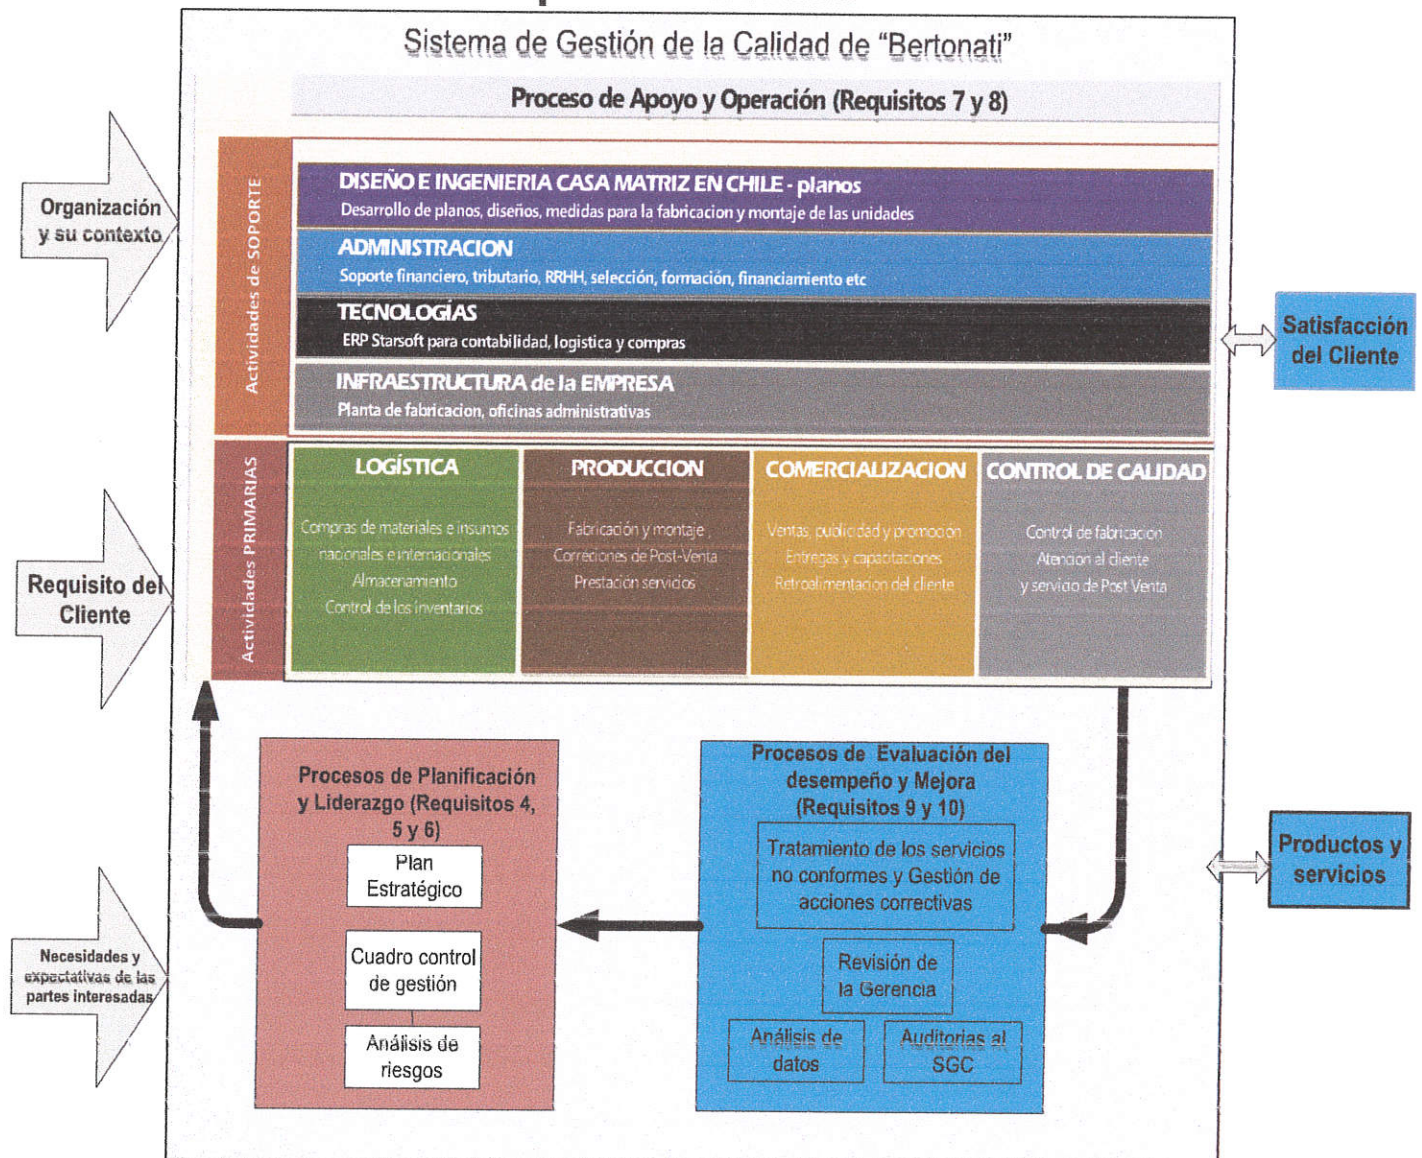 Sistema de Gestión de la Calidad de “Bertonati”
Proceso de Apoyo y Operación (Requisitos 7 y 8)
Organización
y su contexto
Requisito del
Cliente
Necesidades y
expectativas de las
partes interesadas
Actividades de SOPORTE
DISEÑO E INGENIERIA CASA MATRIZ EN CHILE - planos
Desarrollo de planos, diseños, medidas para la fabricacion y montaje de las unidades
ADMINISTRACION
Soporte financiero, tributario, RRHH, selección, formación, financiamiento etc
TECNOLOGÍAS
ERP Starsoft para contabilidad, logistica y compras
INFRAESTRUCTURA de la EMPRESA
Planta de fabricacion, oficinas administrativas
Actividades PRIMARIAS
LOGÍSTICA
Compras de materiales e insumos
nacionales e internacionales
Almacenamiento
Control de los inventarios
PRODUCCION
Fabricación y montaje
Correciones de Post-Venta
Prestación servicios
COMERCIALIZACION
Ventas, publicidad y promoción
Entregas y capacitaciones
Retroalimentacion del cliente
CONTROL DE CALIDAD
Control de fabricacion
Atencion al cliente
y servicio de Post Venta
Satisfacción
del Cliente
Productos y
servicios
Procesos de Planificación
y Liderazgo (Requisitos 4,
5 y 6)
Plan
Estratégico
Cuadro control
de gestión
Análisis de
riesgos
Procesos de Evaluación del
desempeño y Mejora
(Requisitos 9 y 10)
Tratamiento de los servicios
no conformes y Gestión de
acciones correctivas
Revisión de
la Gerencia
Análisis de
datos
Auditorias al
SGC